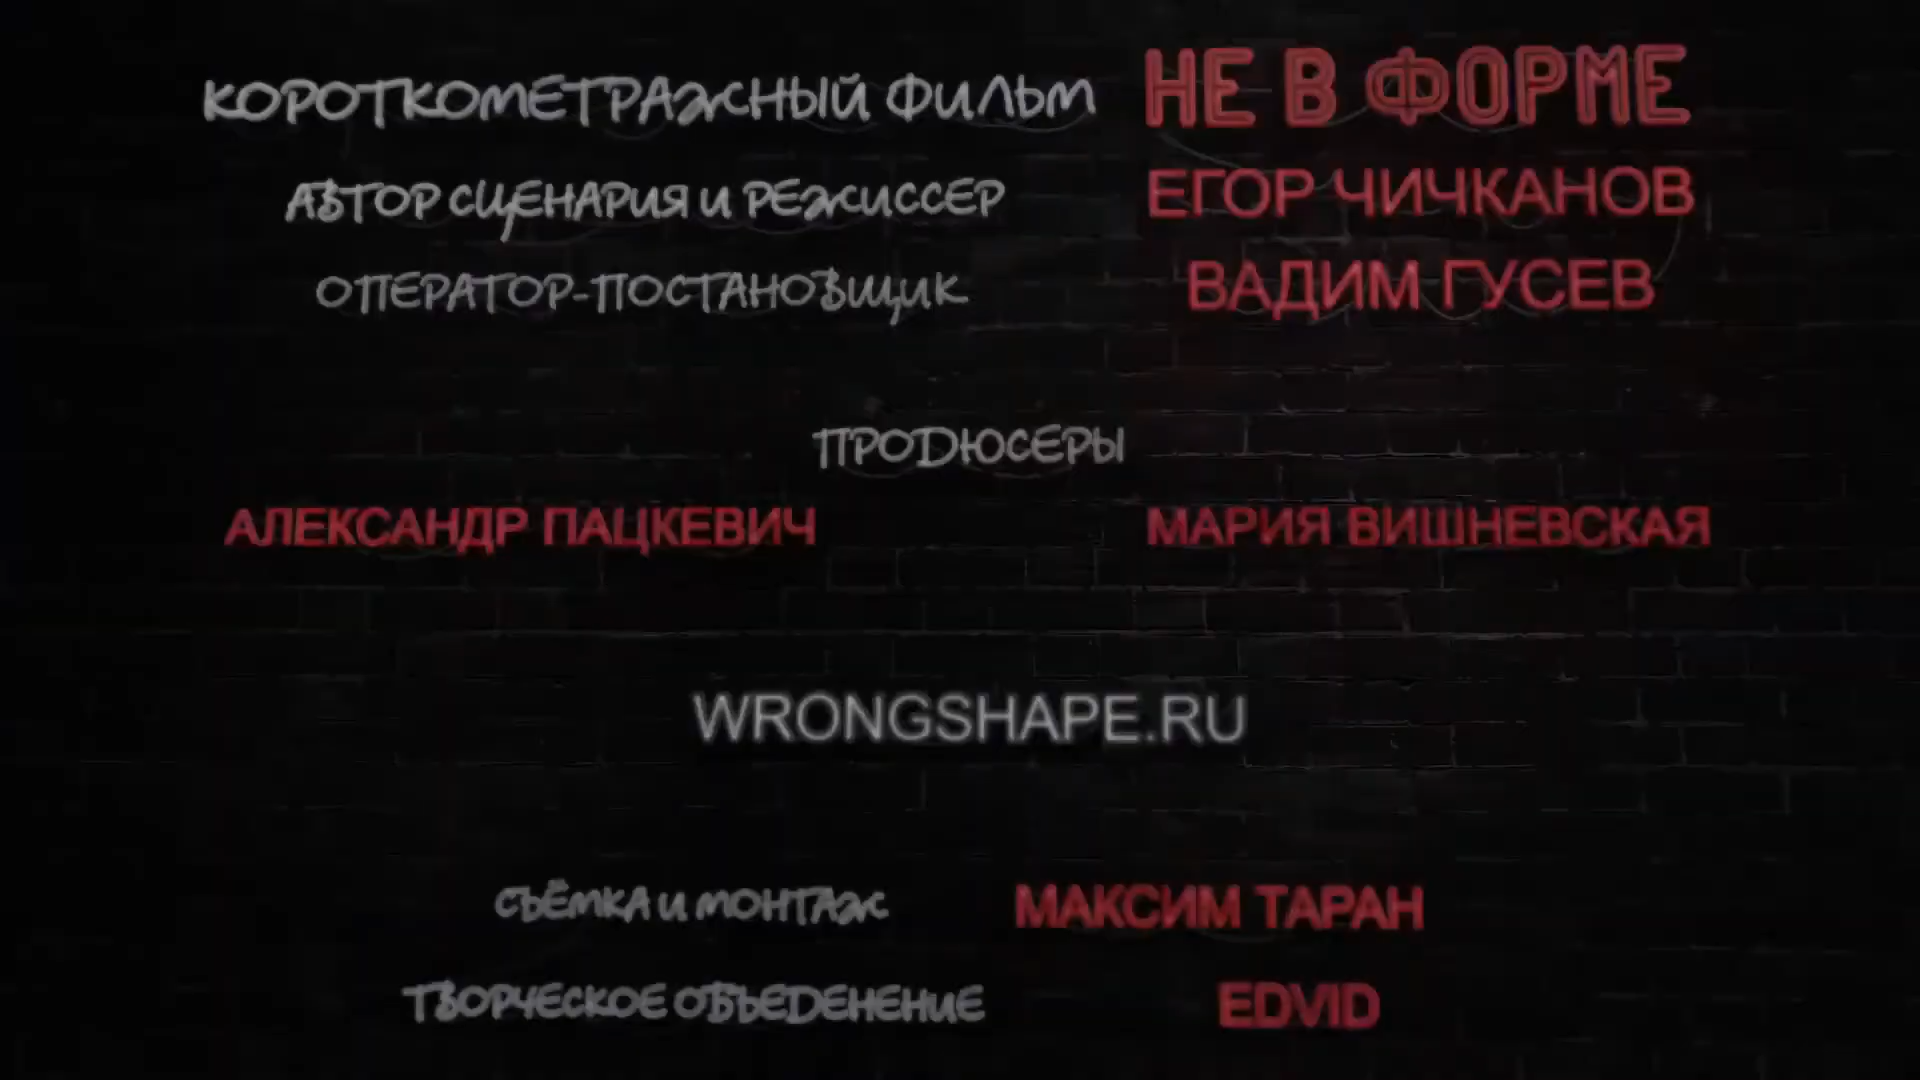 КОРОТКОМЕТРАЖНЫЙ ФИЛЬМ НЕ В ФОРМЕ
АВТОР СЦЕНАРИЯ И РЕЖИССЕР ЕГОР ЧИЧКАНОВ
ОПЕРАТОР-ПОСТАНОВЩИК ВАДИМ ГУСЕВ
ПРОДЮСЕРЫ
АЛЕКСАНДР ПАЦКЕВИЧ МАРИЯ ВИШНЕВСКАЯ
WRONGSHAPE.RU
СЪЁМКА И МОНТАЖ МАКСИМ ТАРАН
ТВОРЧЕСКОЕ ОБЪЕДЕНЕНИЕ EDVID